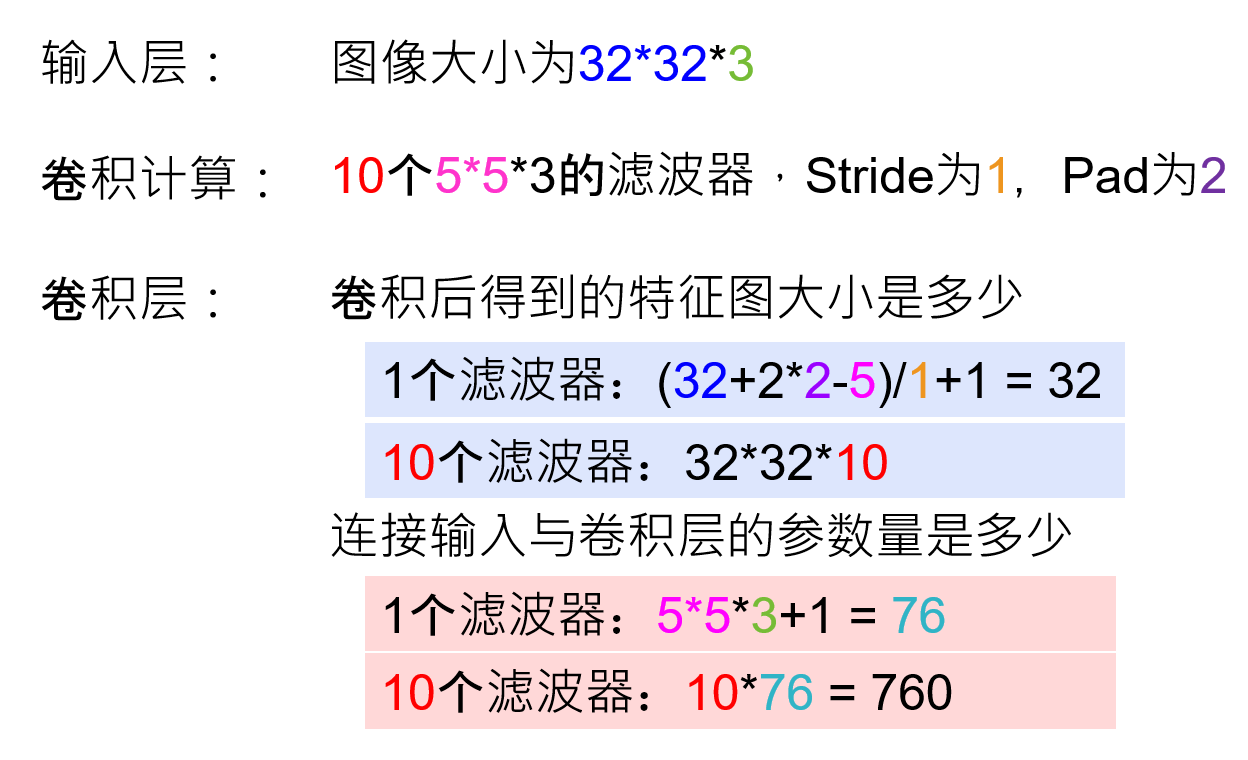 输入层： 图像大小为32*32*3
卷积计算： 10个5*5*3的滤波器，Stride为1, Pad为2
卷积层： 卷积后得到的特征图大小是多少
1个滤波器：(32+2*2-5)/1+1 = 32
10个滤波器：32*32*10
连接输入与卷积层的参数量是多少
1个滤波器：5*5*3+1 = 76
10个滤波器：10*76 = 760